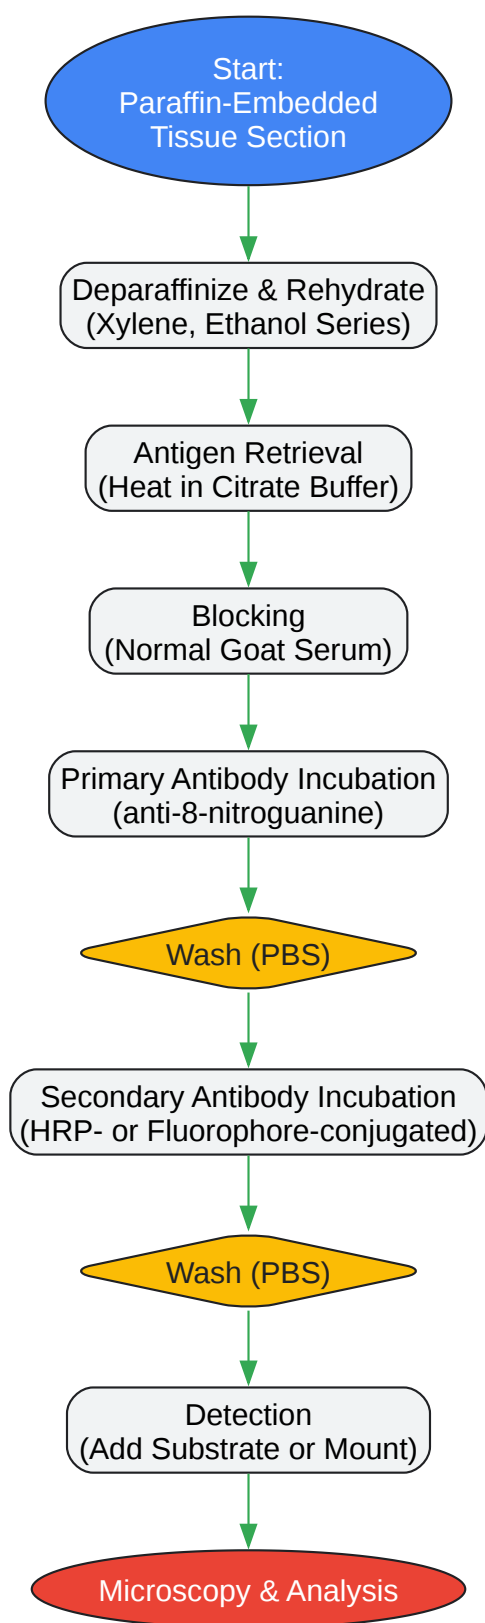 Start:
Paraffin-Embedded
Tissue Section
Deparaffinize & Rehydrate
(Xylene, Ethanol Series)
Antigen Retrieval
(Heat in Citrate Buffer)
Blocking
(Normal Goat Serum)
Primary Antibody Incubation
(anti-8-nitroguanine)
Wash (PBS)
Secondary Antibody Incubation
(HRP- or Fluorophore-conjugated)
Wash (PBS)
Detection
(Add Substrate or Mount)
Microscopy & Analysis